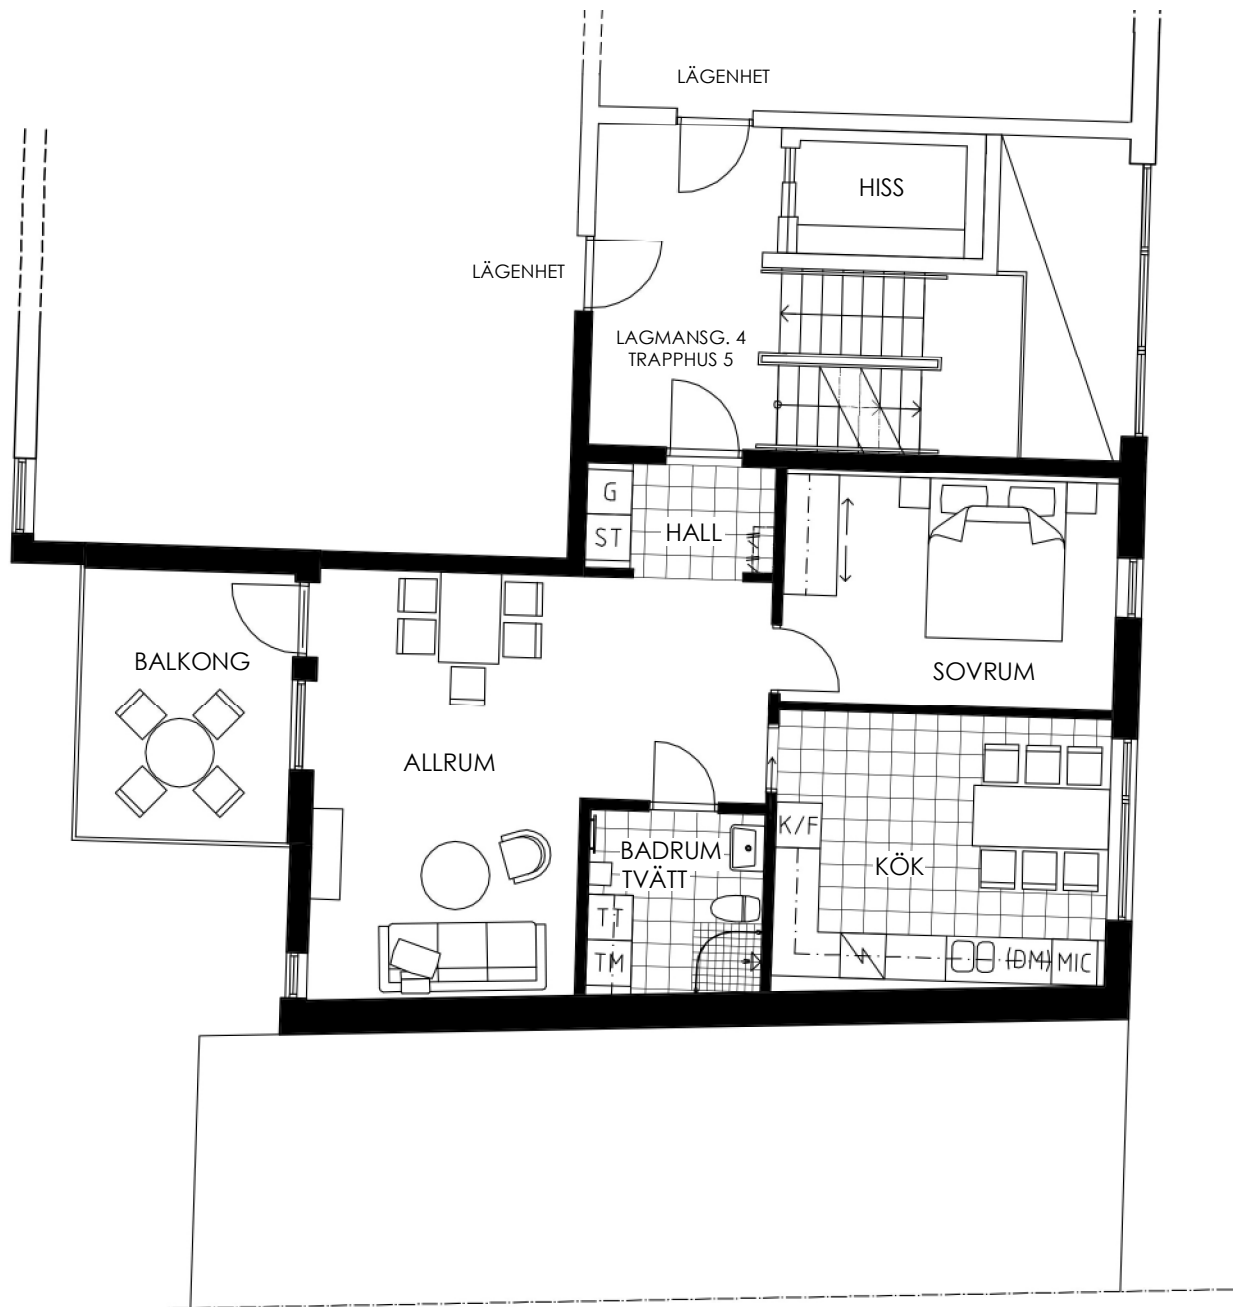 LÄGENHET
HISS
LÄGENHET
LAGMANSG. 4
TRAPPHUS 5
G
ST
HALL
BALKONG
SOVRUM
ALLRUM
K/F
BADRUM
TVÄTT
KÖK
TT
TM
(DM)
MIC